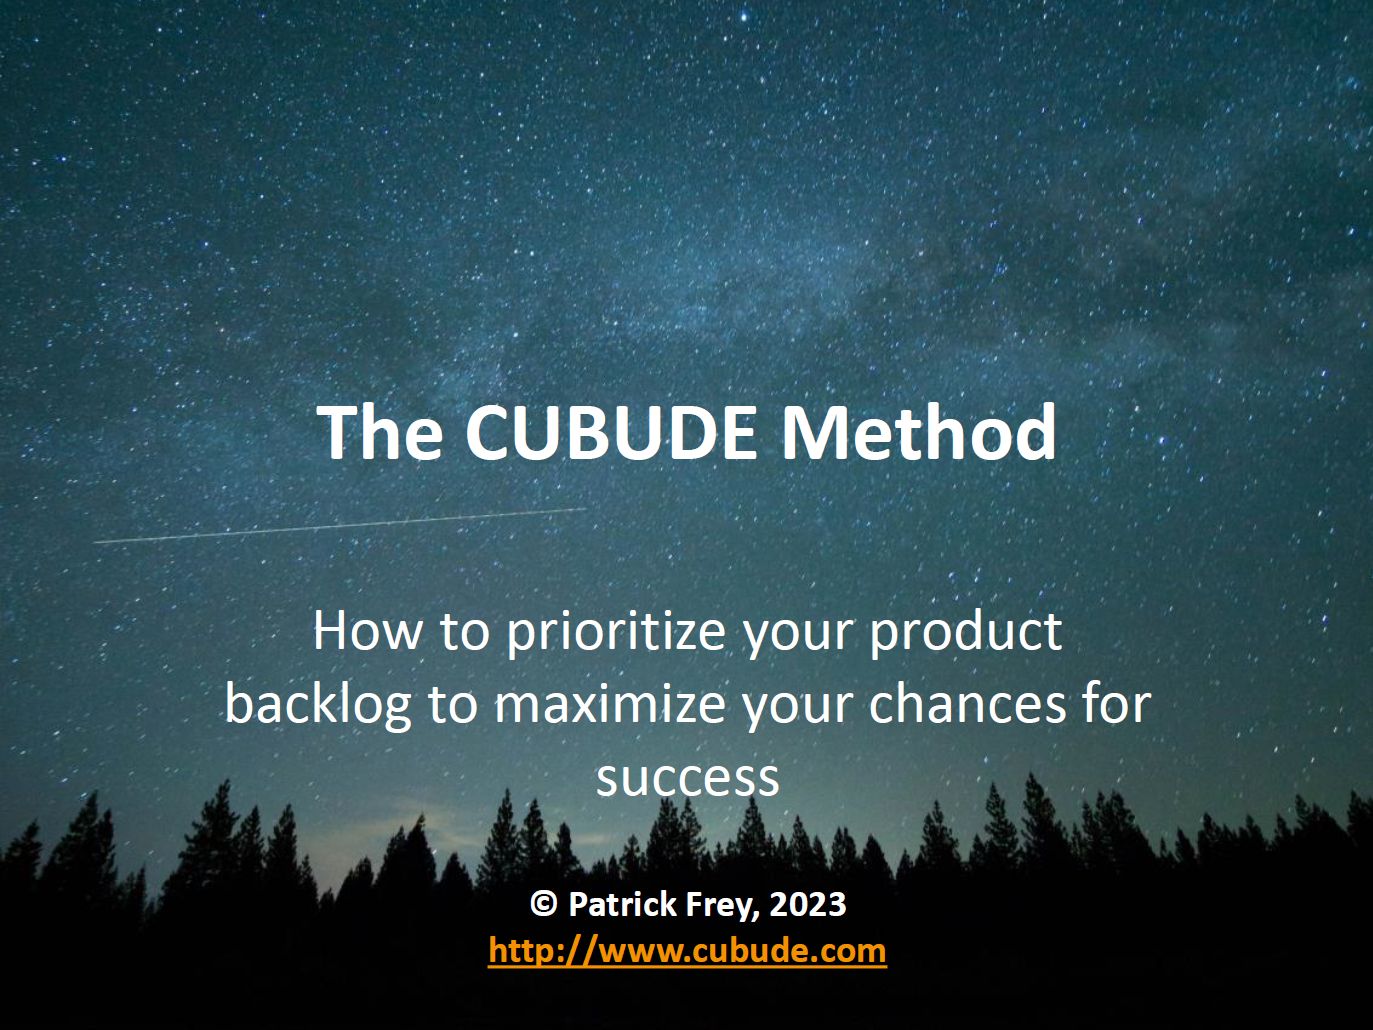 The CUBUDE Method
How to prioritize your product
backlog to maximize your chances for
success
© Patrick Frey, 2023
http://www.cubude.com